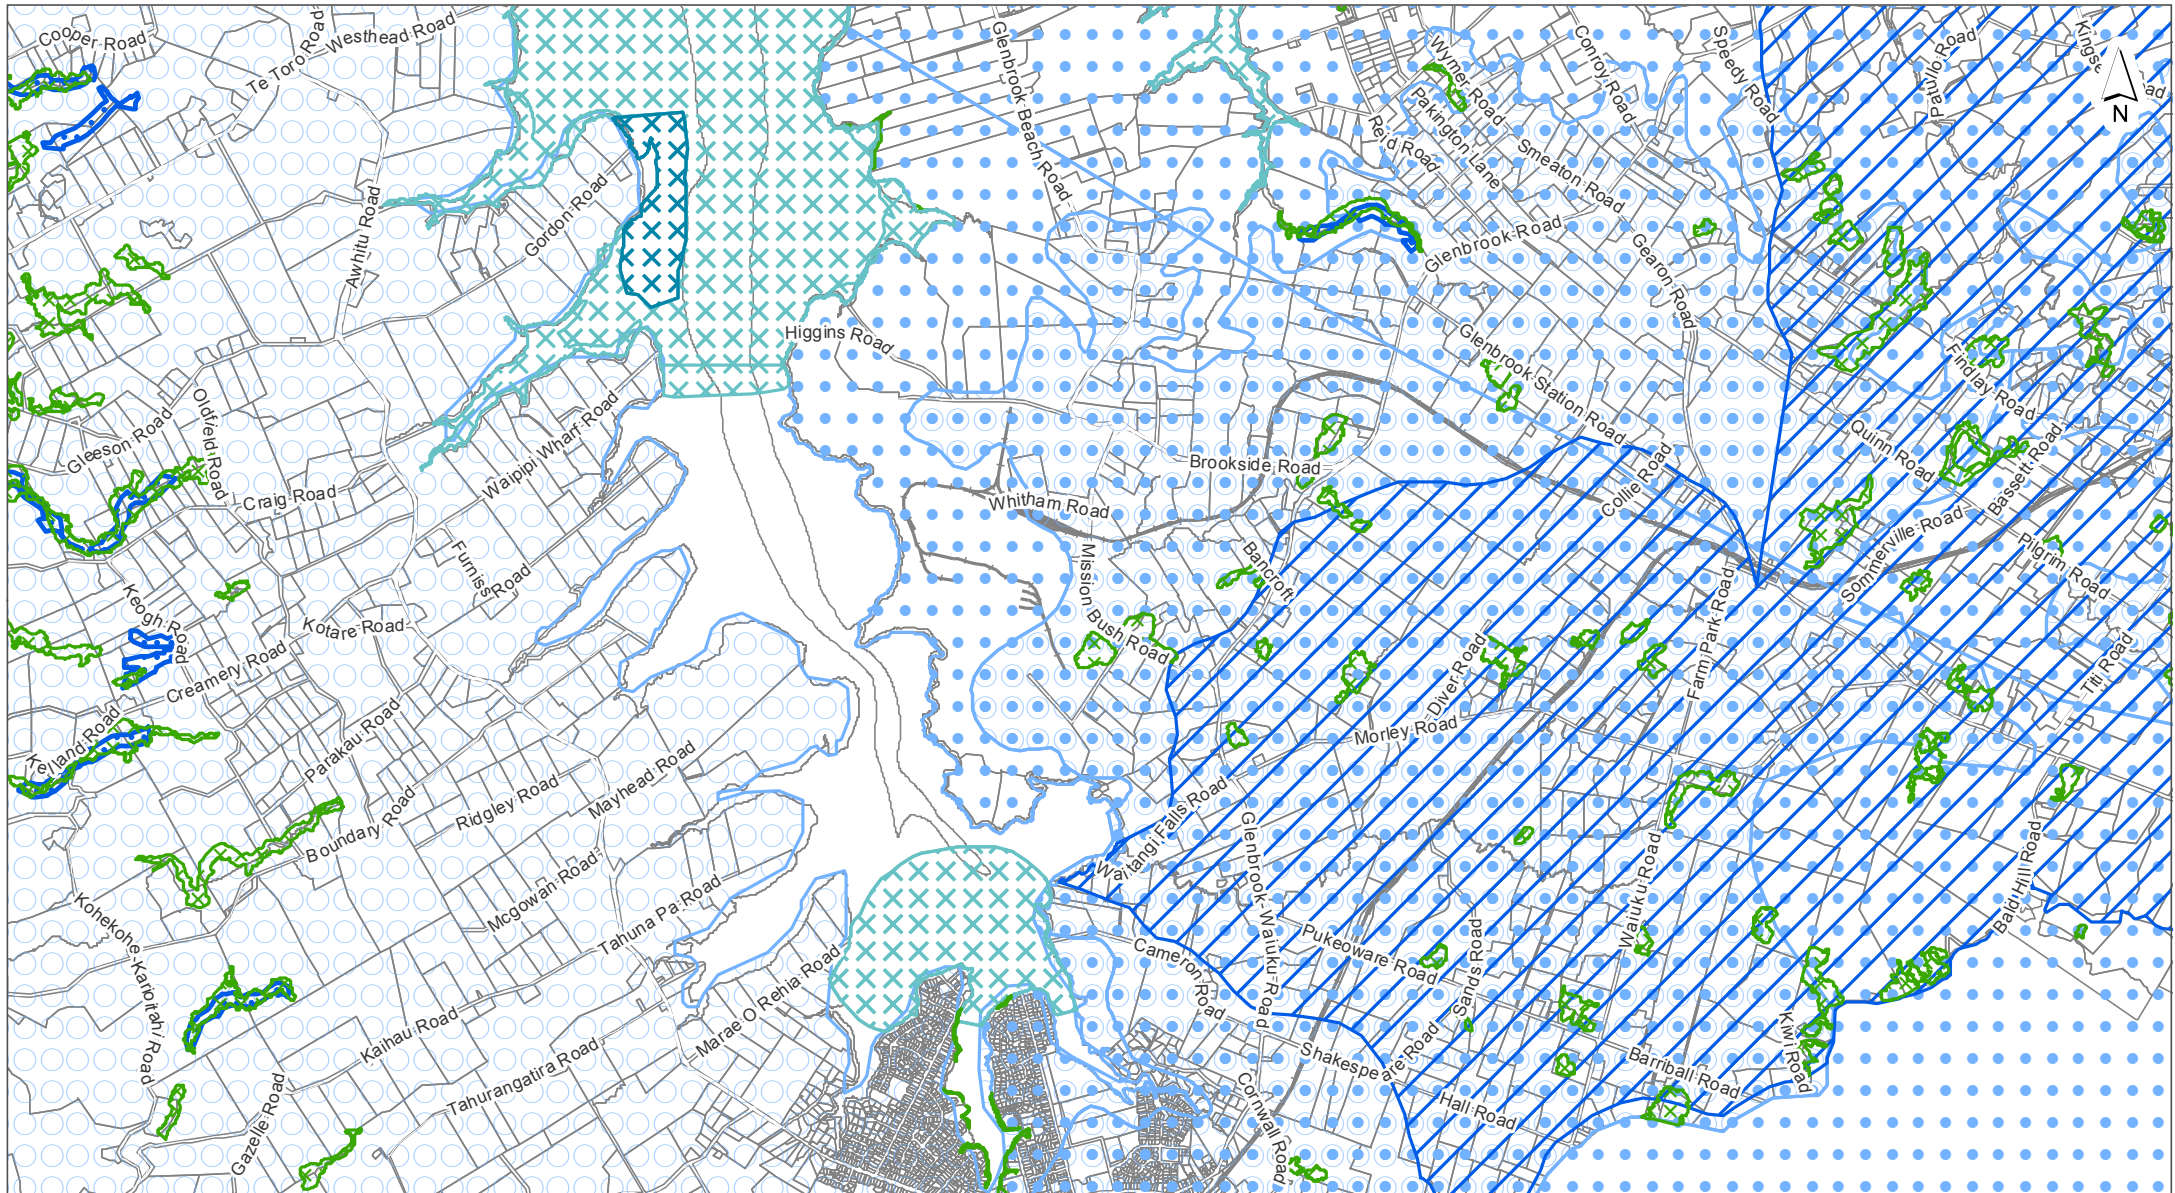 Cooper Road
Te Toro Road
Westhead Road
Glenbrook Beach Road
Wymer Road
Conroy Road
Speedy Road
Pamyllo Road
N
Pakington Lane
Reid Road
Smeaton Road
Awhitu Road
Gordon Road
Glenbrook Road
Gearon Road
Higgins Road
Glenbrook Station Road
Findlay Road
Oldfield Road
Gleeson Road
Waipipi Wharf Road
Quinn Road
Bassett Road
Brookside Road
Collie Road
Craig Road
Whitham Road
Sommerville Road
Furniss Road
Mission Bush Road
Bancroft
Pilgrim Road
Keogh Road
Kotare Road
Farm Park Road
Creamery Road
Diver Road
Titi Road
Kelland Road
Parakau Road
Morley Road
Mayhead Road
Ridgley Road
Boundary Road
Waitangi Falls Road
Glenbrook-Waiuku Road
Waiuku Road
Bald Hill Road
Mcgowan Road
Tahuna Pa Road
Kohekohe-Karioitahi Road
Cameron Road
Pukeoware Road
Sands Road
Marae O Rehia Road
Kaihau Road
Kiwi Road
Shakespeare Road
Barriball Road
Tahurangatira Road
Gazelle Road
Cornwall Road
Hall Road